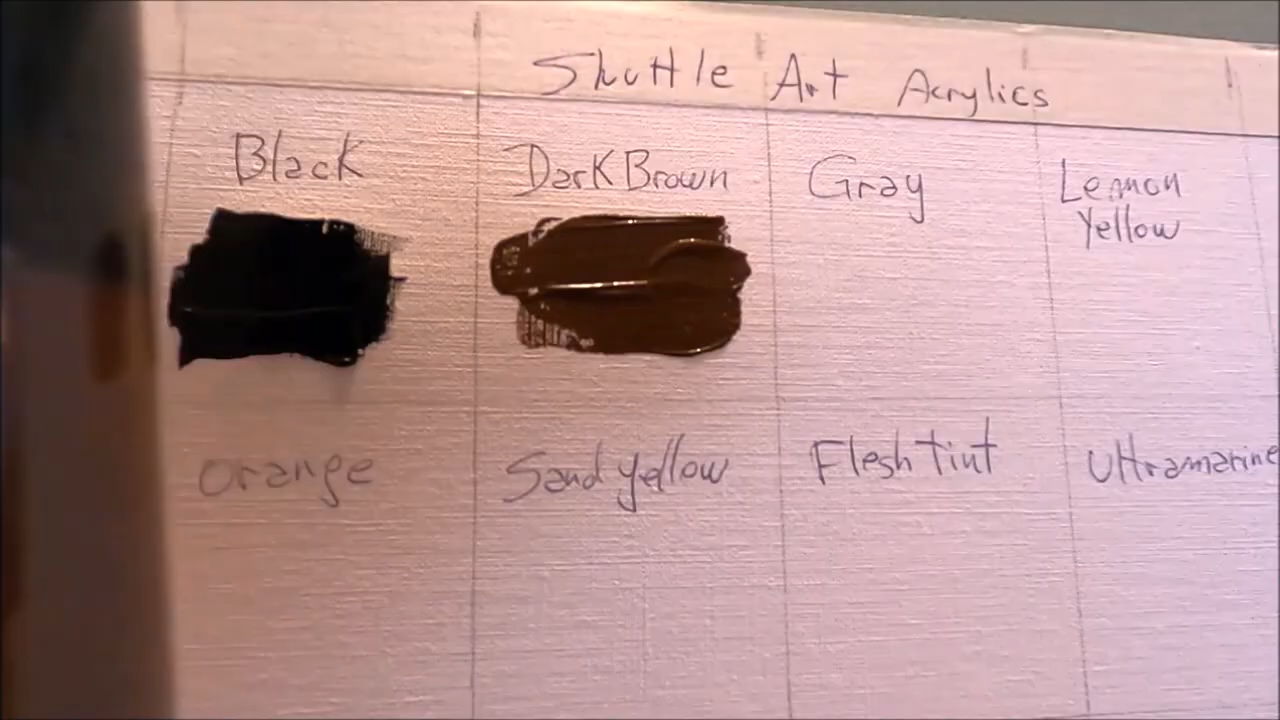 Shuttle Art Acrylics
Black
Dark Brown
Gray
Lemon
Yellow
Orange
Sand yellow
Flesh tint
Ultramarine